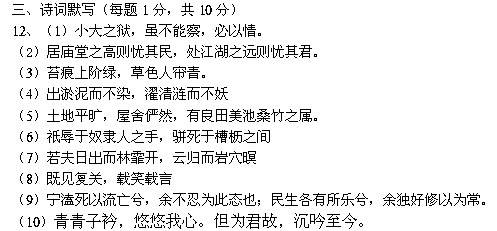 三、诗词默写（每题 1 分，共 10 分）
12、（1）小大之狱，虽不能察，必以情。
（2）居庙堂之高则忧其民，处江湖之远则忧其君。
（3）苔痕上阶绿，草色人帘青。
（4）出淤泥而不染，濯清涟而不妖
（5）土地平旷，屋舍俨然，有良田美池桑竹之属。
（6）祇辱于奴隶人之手，骈死于槽枥之间
（7）若夫日出而林霏开，云归而岩穴暝
（8）既见复关，载笑载言
（9）宁溘死以流亡兮，余不忍为此态也；民生各有所乐兮，余独好修以为常。
（10）青青子衿，悠悠我心。但为君故，沉吟至今。